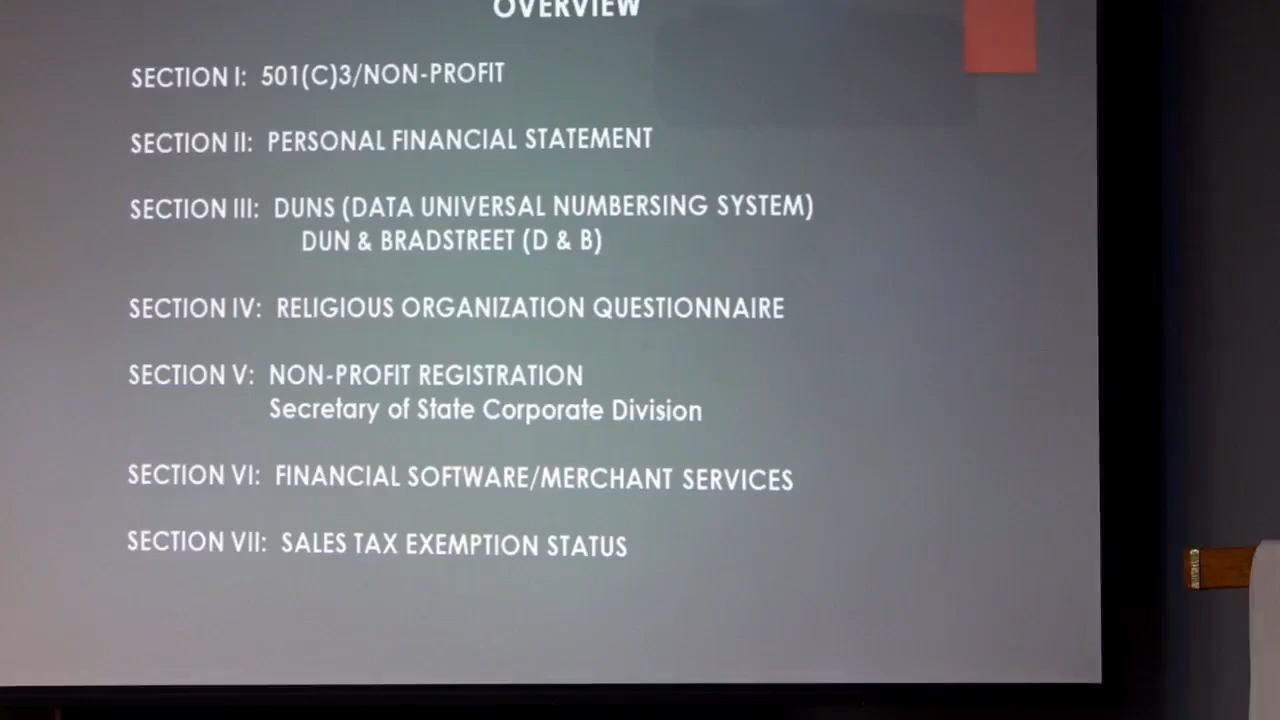 OVERVIEW
SECTION I: 501(C)3/NON-PROFIT
SECTION II: PERSONAL FINANCIAL STATEMENT
SECTION III: DUNS (DATA UNIVERSAL NUMBERSING SYSTEM)
DUN & BRADSTREET (D & B)
SECTION IV: RELIGIOUS ORGANIZATION QUESTIONNAIRE
SECTION V: NON-PROFIT REGISTRATION
Secretary of State Corporate Division
SECTION VI: FINANCIAL SOFTWARE/MERCHANT SERVICES
SECTION VII: SALES TAX EXEMPTION STATUS